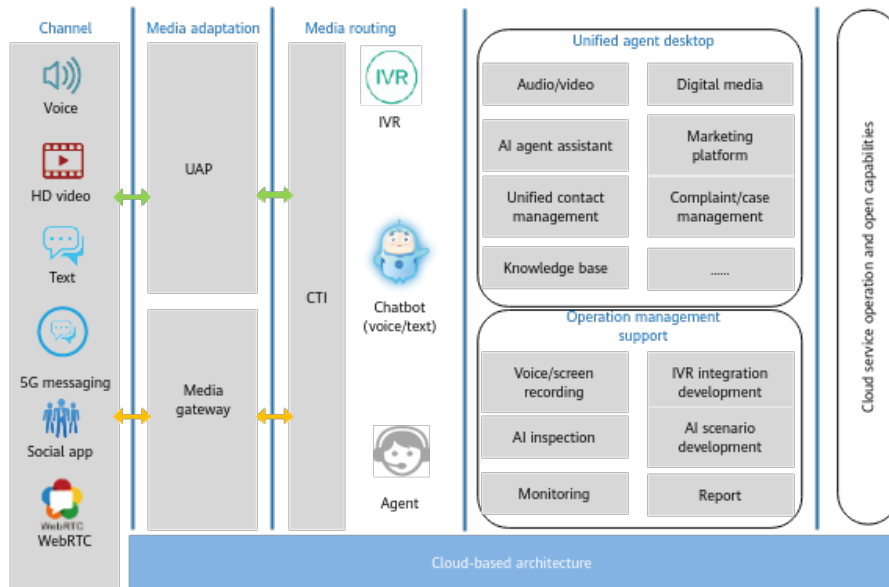 Channel
Voice
HD video
Text
5G messaging
Social app
WebRTC
WebRTC
Media adaptation
UAP
Media
gateway
Media routing
CTI
IVR
IVR
Chatbot
(voice/text)
Agent
Unified agent desktop
Audio/video
Digital media
AI agent assistant
Marketing
platform
Unified contact
management
Complaint/case
management
Knowledge base
......
Operation management
support
Voice/screen
recording
IVR integration
development
AI inspection
AI scenario
development
Monitoring
Report
Cloud service operation and open capabilities
Cloud-based architecture